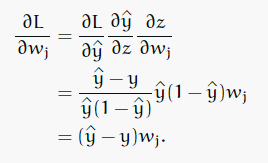 ∂L/∂w_j = ∂L/∂ŷ ∂ŷ/∂z ∂z/∂w_j
= (ŷ − y)/(ŷ(1 − ŷ)) ŷ(1 − ŷ)w_j
= (ŷ − y)w_j.